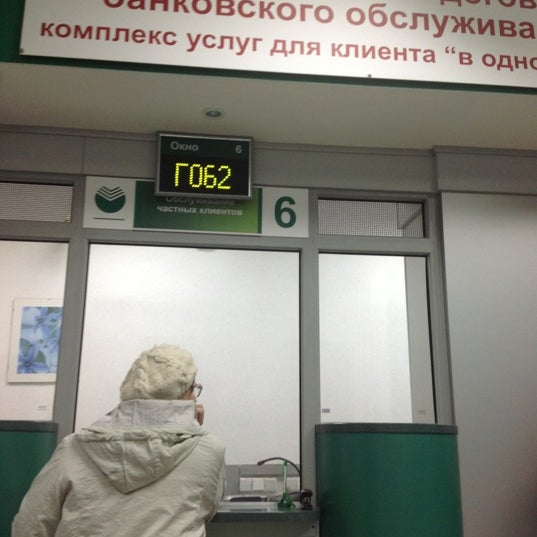 банковского обслужива
комплекс услуг для клиента "в одно
Окно 6
Г062
Обслуживание
частных клиентов
6